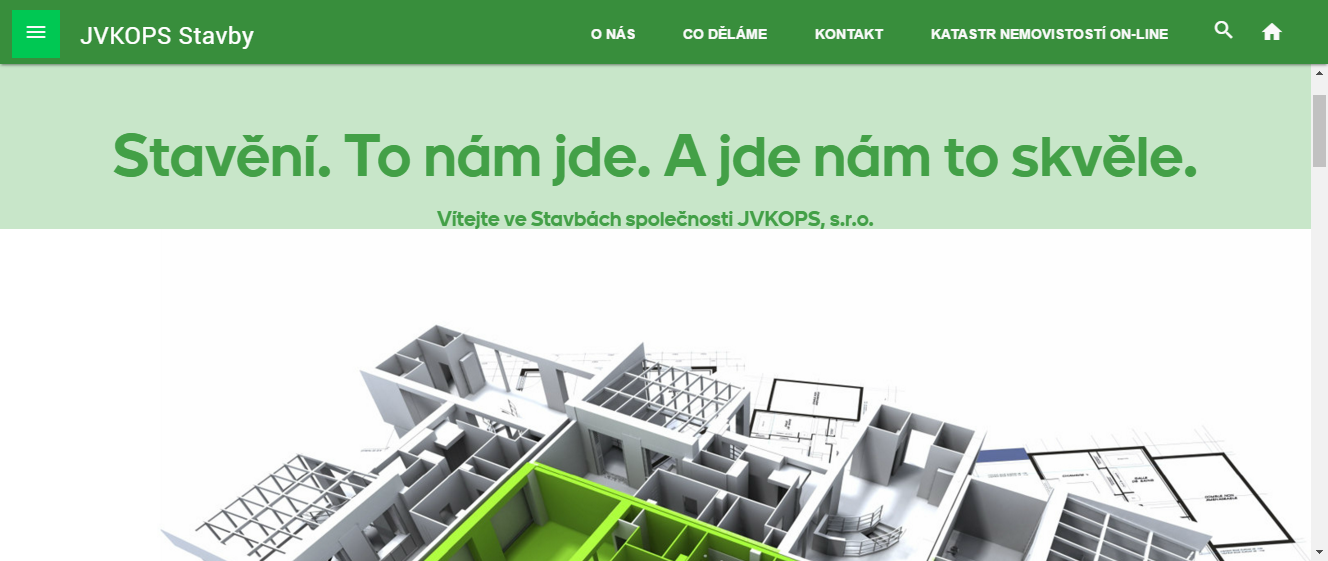 JVKOPS Stavby
O NÁS
CO DĚLÁME
KONTAKT
KATASTR NEMOVISTOSTÍ ON-LINE
Stavění. To nám jde. A jde nám to skvěle.
Vítejte ve Stavbách společnosti JVKOPS, s.r.o.